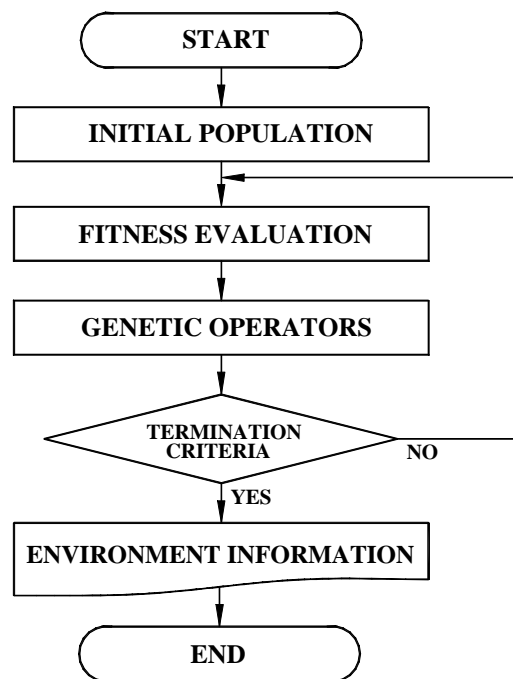 START
INITIAL POPULATION
FITNESS EVALUATION
GENETIC OPERATORS
TERMINATION
CRITERIA
NO
YES
ENVIRONMENT INFORMATION
END